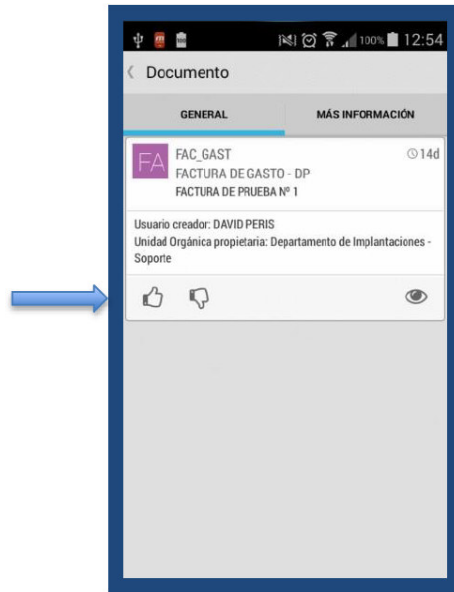 100% 12:54
Documento
GENERAL MÁS INFORMACIÓN
FA FAC_GAST 14d
FACTURA DE GASTO - DP
FACTURA DE PRUEBA Nº 1
Usuario creador: DAVID PERIS
Unidad Orgánica propietaria: Departamento de Implantaciones -
Soporte